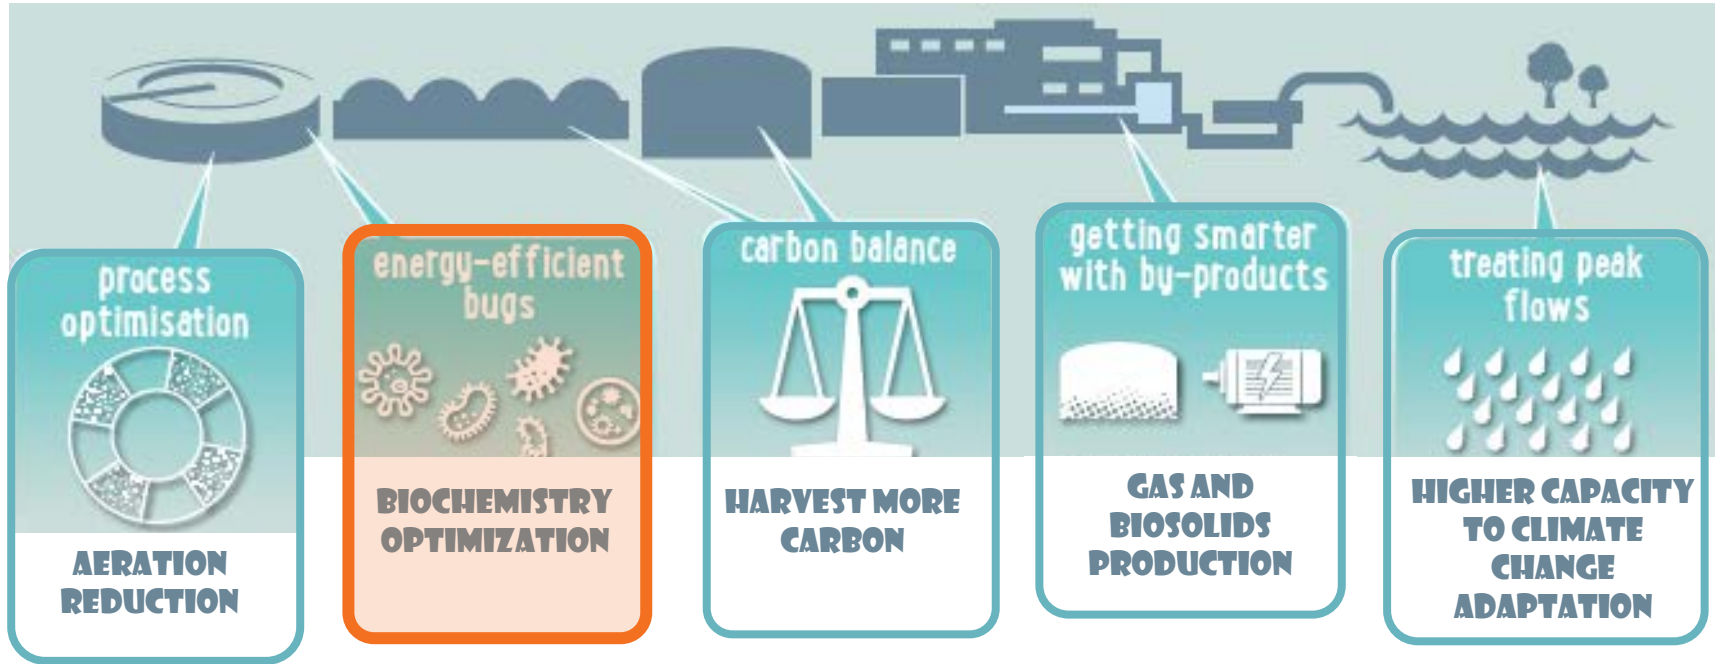 process
optimisation
AERATION
REDUCTION
energy-efficient
bugs
BIOCHEMISTRY
OPTIMIZATION
carbon balance
HARVEST MORE
CARBON
getting smarter
with by-products
GAS AND
BIOSOLIDS
PRODUCTION
treating peak
flows
HIGHER CAPACITY
TO CLIMATE
CHANGE
ADAPTATION